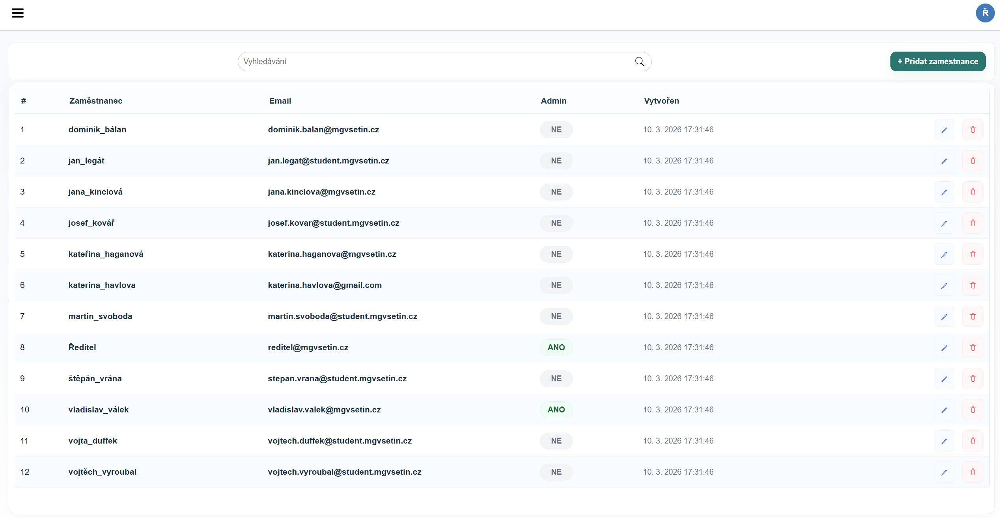 Ř
Vyhledávání
+ Přidat zaměstnance
# Zaměstnanec Email Admin Vytvořen
1 dominik_bálan dominik.balan@mgvsetin.cz NE 10. 3. 2026 17:31:46
2 jan_legát jan.legat@student.mgvsetin.cz NE 10. 3. 2026 17:31:46
3 jana_kinclová jana.kinclova@mgvsetin.cz NE 10. 3. 2026 17:31:46
4 josef_kovář josef.kovar@student.mgvsetin.cz NE 10. 3. 2026 17:31:46
5 kateřina_haganová katerina.haganova@mgvsetin.cz NE 10. 3. 2026 17:31:46
6 katerina_havlova katerina.havlova@gmail.com NE 10. 3. 2026 17:31:46
7 martin_svoboda martin.svoboda@student.mgvsetin.cz NE 10. 3. 2026 17:31:46
8 Ředitel reditel@mgvsetin.cz ANO 10. 3. 2026 17:31:46
9 štěpán_vrána stepan.vrana@student.mgvsetin.cz NE 10. 3. 2026 17:31:46
10 vladislav_válek vladislav.valek@mgvsetin.cz ANO 10. 3. 2026 17:31:46
11 vojta_duffek vojtech.duffek@student.mgvsetin.cz NE 10. 3. 2026 17:31:46
12 vojtěch_vyroubal vojtech.vyroubal@student.mgvsetin.cz NE 10. 3. 2026 17:31:46